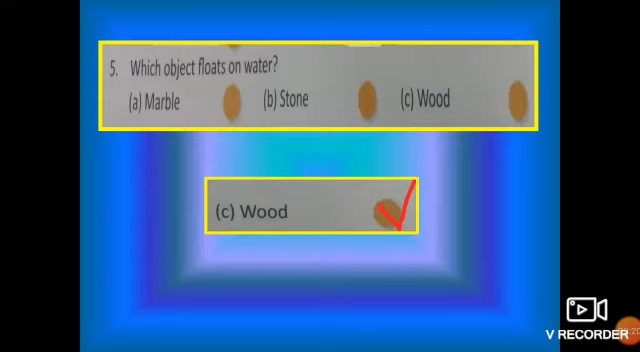 5. Which object floats on water?
(a) Marble (b) Stone (c) Wood
(c) Wood
V RECORDER